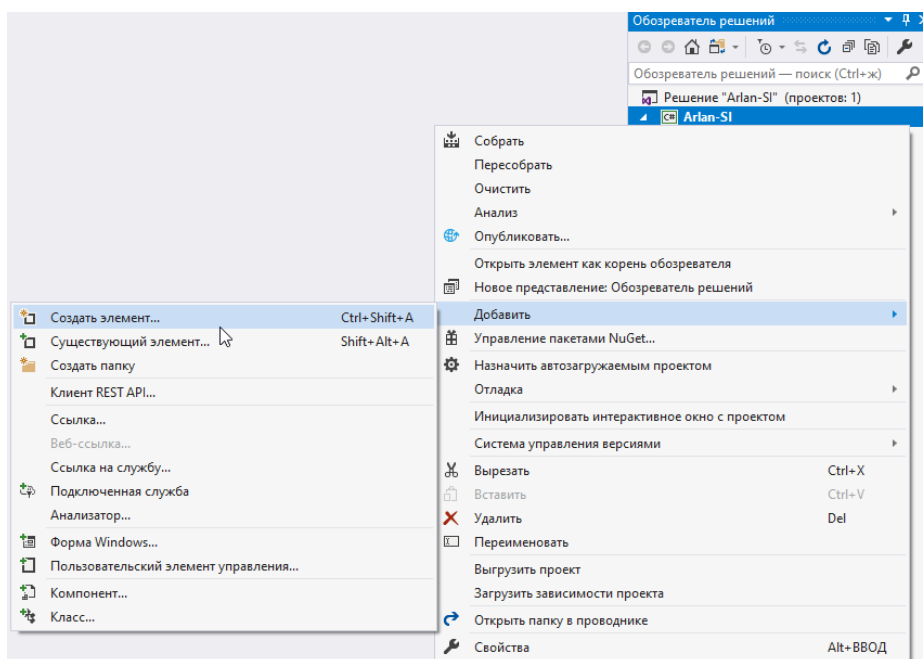 Обозреватель решений
Обозреватель решений — поиск (Ctrl+ж)
Решение "Arlan-SI" (проектов: 1)
C# Arlan-SI
Собрать
Пересобрать
Очистить
Анализ
Опубликовать...
Открыть элемент как корень обозревателя
Новое представление: Обозреватель решений
Добавить
Управление пакетами NuGet...
Назначить автозагружаемым проектом
Отладка
Инициализировать интерактивное окно с проектом
Система управления версиями
Вырезать Ctrl+X
Вставить Ctrl+V
Удалить Del
Переименовать
Выгрузить проект
Загрузить зависимости проекта
Открыть папку в проводнике
Свойства Alt+ВВОД
Создать элемент... Ctrl+Shift+A
Существующий элемент... Shift+Alt+A
Создать папку
Клиент REST API...
Ссылка...
Веб-ссылка...
Ссылка на службу...
Подключенная служба
Анализатор...
Форма Windows...
Пользовательский элемент управления...
Компонент...
Класс...